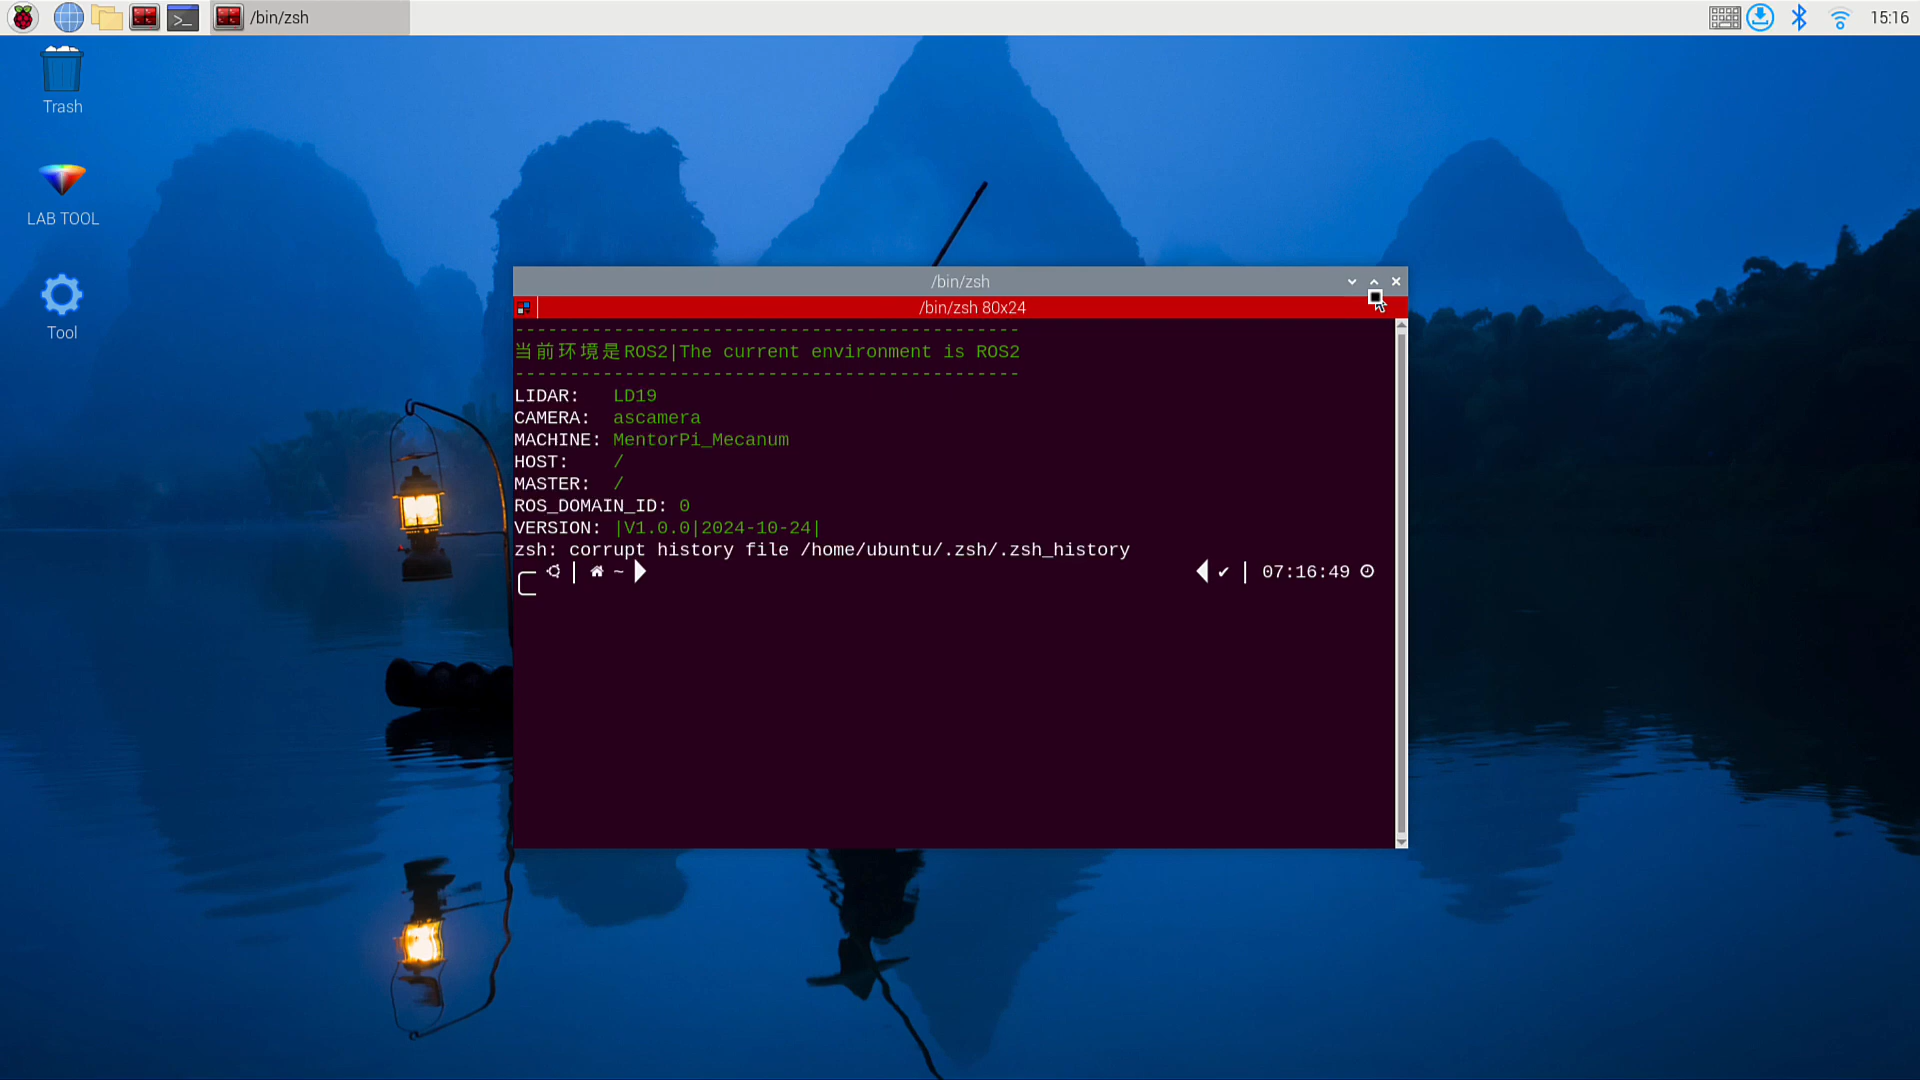 /bin/zsh
15:16
Trash
LAB TOOL
Tool
/bin/zsh
/bin/zsh 80x24
----------------------------------------------
当前环境是ROS2|The current environment is ROS2
----------------------------------------------
LIDAR: LD19
CAMERA: ascamera
MACHINE: MentorPi_Mecanum
HOST: /
MASTER: /
ROS_DOMAIN_ID: 0
VERSION: |V1.0.0|2024-10-24|
zsh: corrupt history file /home/ubuntu/.zsh/.zsh_history
~ ✔ | 07:16:49